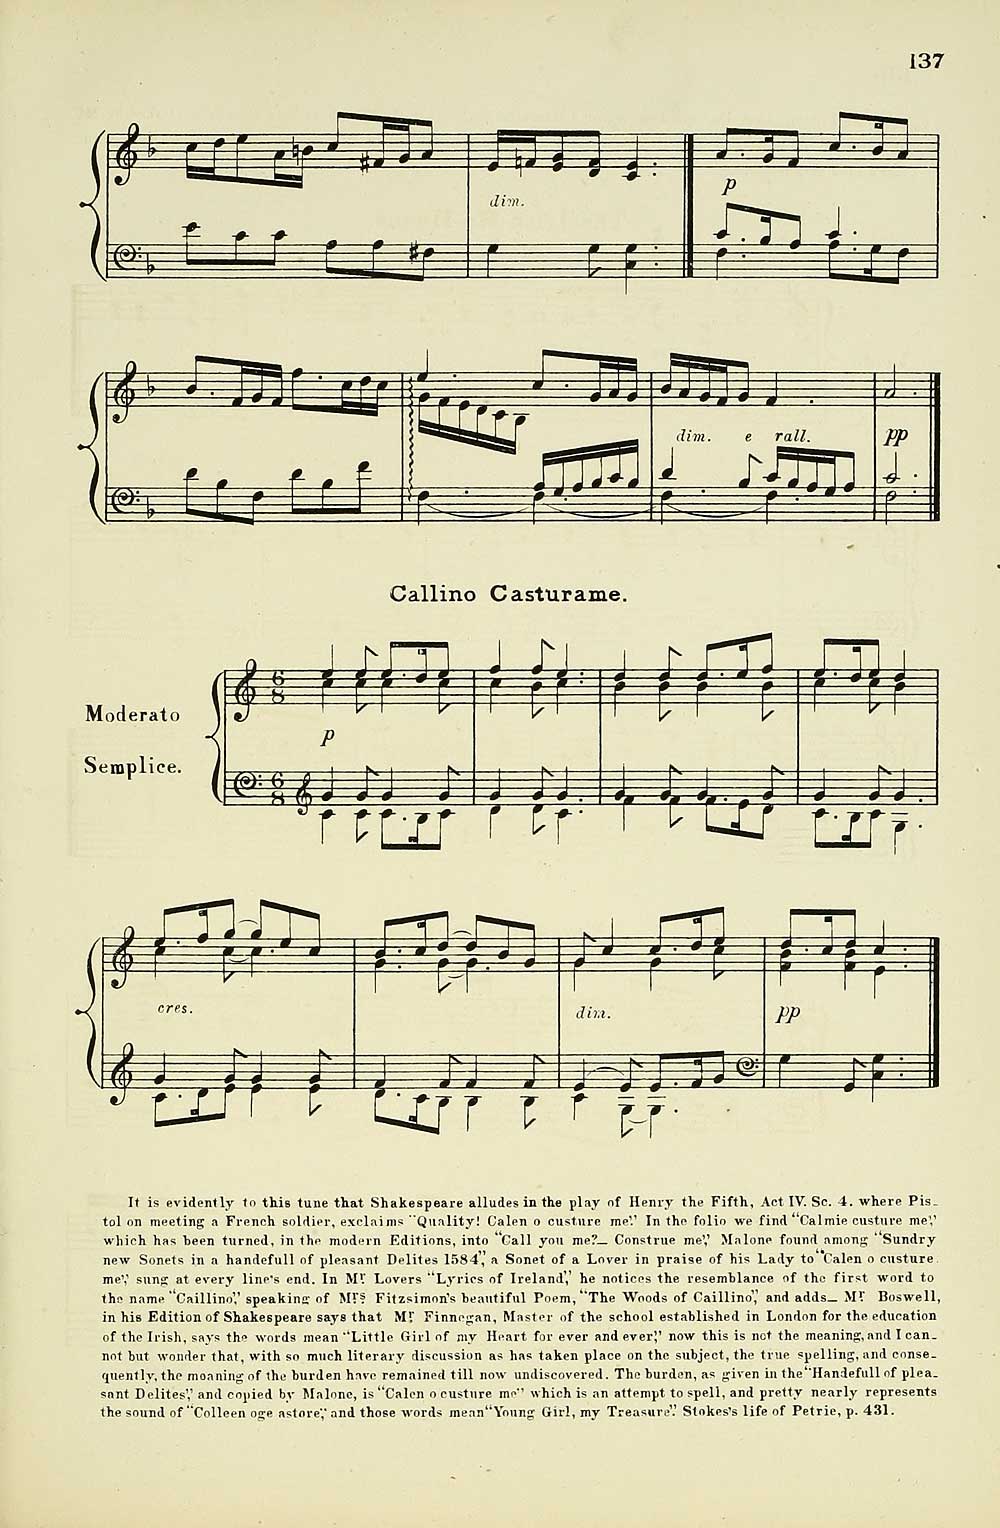 137
dim.
p
dim. e rall. pp
Callino Casturame.
Moderato
Semplice.
p
cres. dim. pp
It is evidently to this tune that Shakespeare alludes in the play of Henry the Fifth, Act IV. Sc. 4. where Pis-
tol on meeting a French soldier, exclaims "Quality! Calen o custure me". In the folio we find "Calmie custure me",
which has been turned, in the modern Editions, into "Call you me?— Construe me". Malone found among "Sundry
new Sonets in a handefull of pleasant Delites 1584", a Sonet of a Lover in praise of his Lady to "Calen o custure
me", sung at every line's end. In Mr Lovers "Lyrics of Ireland," he notices the resemblance of the first word to
the name "Caillino", speaking of Mrs Fitzsimon's beautiful Poem, "The Woods of Caillino", and adds— Mr Boswell,
in his Edition of Shakespeare says that Mr Finnegan, Master of the school established in London for the education
of the Irish, says the words mean "Little Girl of my Heart for ever and ever", now this is not the meaning, and I can-
not but wonder that, with so much literary discussion as has taken place on the subject, the true spelling, and conse-
quently, the meaning of the burden have remained till now undiscovered. The burden, as given in the "Handefull of plea-
sant Delites", and copied by Malone, is "Calen o custure me" which is an attempt to spell, and pretty nearly represents
the sound of "Colleen oge astore", and those words mean "Young Girl, my Treasure". Stokes's life of Petrie, p. 431.